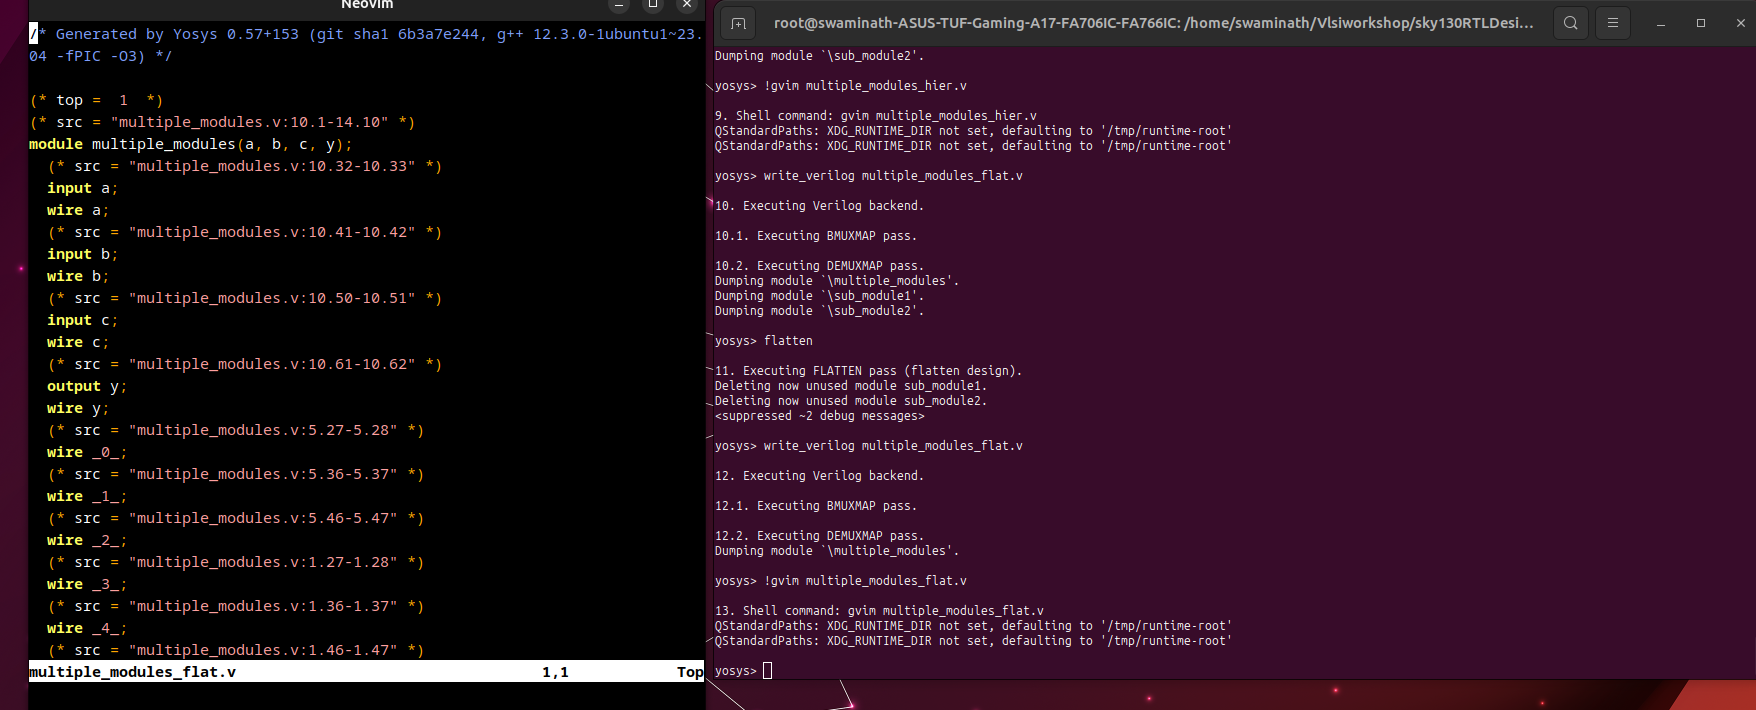 Neovim
/* Generated by Yosys 0.57+153 (git sha1 6b3a7e244, g++ 12.3.0-1ubuntu1~23.
04 -fPIC -O3) */
(* top =  1  *)
(* src = "multiple_modules.v:10.1-14.10" *)
module multiple_modules(a, b, c, y);
(* src = "multiple_modules.v:10.32-10.33" *)
input a;
wire a;
(* src = "multiple_modules.v:10.41-10.42" *)
input b;
wire b;
(* src = "multiple_modules.v:10.50-10.51" *)
input c;
wire c;
(* src = "multiple_modules.v:10.61-10.62" *)
output y;
wire y;
(* src = "multiple_modules.v:5.27-5.28" *)
wire _0_;
(* src = "multiple_modules.v:5.36-5.37" *)
wire _1_;
(* src = "multiple_modules.v:5.46-5.47" *)
wire _2_;
(* src = "multiple_modules.v:1.27-1.28" *)
wire _3_;
(* src = "multiple_modules.v:1.36-1.37" *)
wire _4_;
(* src = "multiple_modules.v:1.46-1.47" *)
multiple_modules_flat.v 1,1 Top
root@swaminath-ASUS-TUF-Gaming-A17-FA706IC-FA766IC: /home/swaminath/Vlsiworkshop/sky130RTLDesi...
Dumping module `\sub_module2'.
yosys> !gvim multiple_modules_hier.v
9. Shell command: gvim multiple_modules_hier.v
QStandardPaths: XDG_RUNTIME_DIR not set, defaulting to '/tmp/runtime-root'
QStandardPaths: XDG_RUNTIME_DIR not set, defaulting to '/tmp/runtime-root'
yosys> write_verilog multiple_modules_flat.v
10. Executing Verilog backend.
10.1. Executing BMUXMAP pass.
10.2. Executing DEMUXMAP pass.
Dumping module `\multiple_modules'.
Dumping module `\sub_module1'.
Dumping module `\sub_module2'.
yosys> flatten
11. Executing FLATTEN pass (flatten design).
Deleting now unused module sub_module1.
Deleting now unused module sub_module2.
<suppressed ~2 debug messages>
yosys> write_verilog multiple_modules_flat.v
12. Executing Verilog backend.
12.1. Executing BMUXMAP pass.
12.2. Executing DEMUXMAP pass.
Dumping module `\multiple_modules'.
yosys> !gvim multiple_modules_flat.v
13. Shell command: gvim multiple_modules_flat.v
QStandardPaths: XDG_RUNTIME_DIR not set, defaulting to '/tmp/runtime-root'
QStandardPaths: XDG_RUNTIME_DIR not set, defaulting to '/tmp/runtime-root'
yosys>